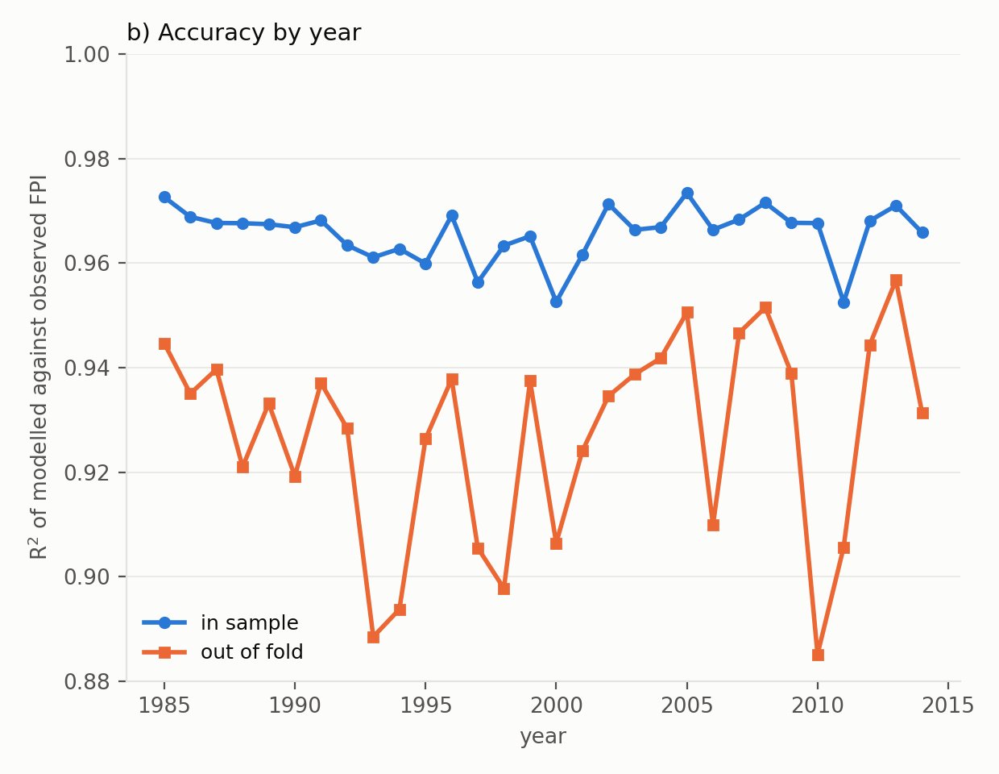 b) Accuracy by year
R² of modelled against observed FPI
1.00
0.98
0.96
0.94
0.92
0.90
0.88
in sample
out of fold
1985 1990 1995 2000 2005 2010 2015
year